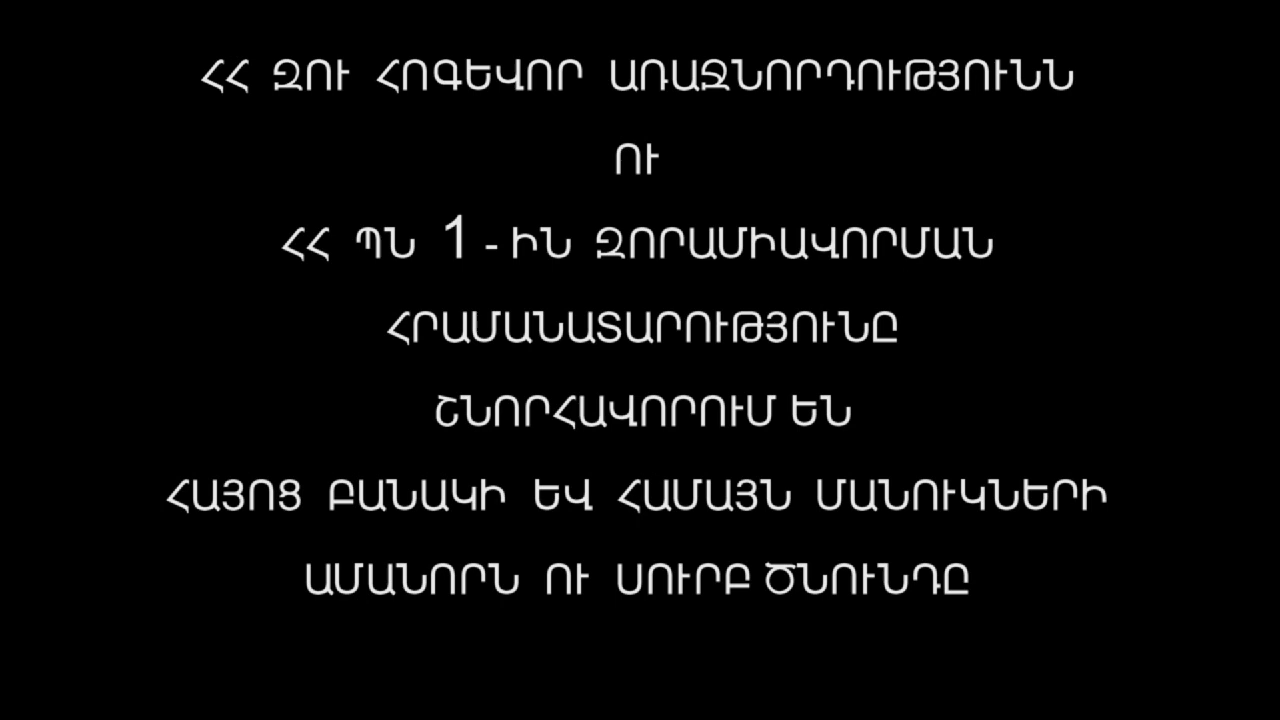 ՀՀ ԶՈՒ ՀՈԳԵՎՈՐ ԱՌԱՋՆՈՐԴՈՒԹՅՈՒՆՆ
ՈՒ
ՀՀ ՊՆ 1 - ԻՆ ԶՈՐԱՄԻԱՎՈՐՄԱՆ
ՀՐԱՄԱՆԱՏԱՐՈՒԹՅՈՒՆԸ
ՇՆՈՐՀԱՎՈՐՈՒՄ ԵՆ
ՀԱՅՈՑ ԲԱՆԱԿԻ ԵՎ ՀԱՄԱՅՆ ՄԱՆՈՒԿՆԵՐԻ
ԱՄԱՆՈՐՆ ՈՒ ՍՈՒՐԲ ԾՆՈՒՆԴԸ